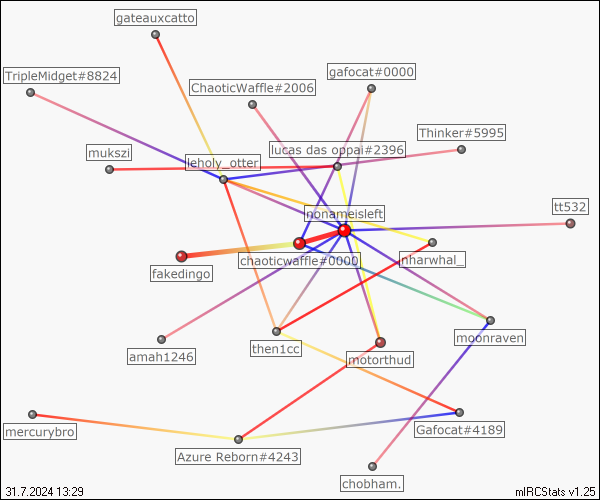 gateauxcatto
TripleMidget#8824
ChaoticWaffle#2006
gafocat#0000
Thinker#5995
mukszi
leholy_otter
lucas das oppai#2396
nonameisleft
tt532
chaoticwaffle#0000
nharwhal_
fakedingo
amah1246
then1cc
motorthud
moonraven
mercurybro
Azure Reborn#4243
Gafocat#4189
chobham.
31.7.2024 13:29
mIRCStats v1.25